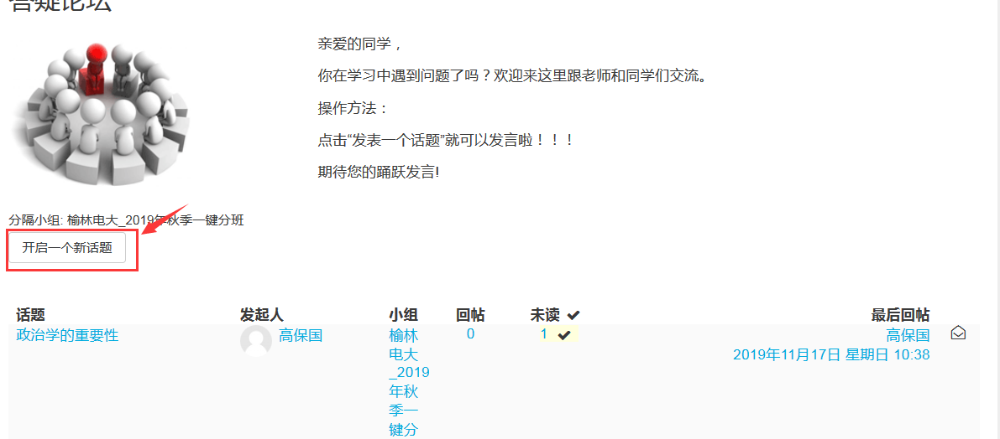 答疑论坛
亲爱的同学，
你在学习中遇到问题了吗？欢迎来这里跟老师和同学们交流。
操作方法：
点击“发表一个话题”就可以发言啦！！！
期待您的踊跃发言!
分隔小组: 榆林电大_2019年秋季一键分班
开启一个新话题
话题 发起人 小组 回帖 未读 最后回帖
政治学的重要性 高保国 榆林 0 1 高保国
电大 2019年11月17日 星期日 10:38
_2019
年秋
季一
键分